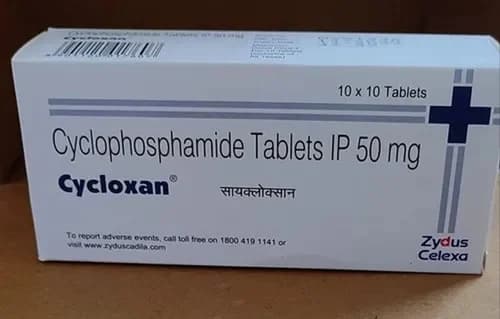 10 x 10 Tablets
Cyclophosphamide Tablets IP 50 mg
Cycloxan®
सायक्लोक्सान
To report adverse events, call toll free on 1800 419 1141 or
visit www.zyduscadila.com
Zydus
Celexa